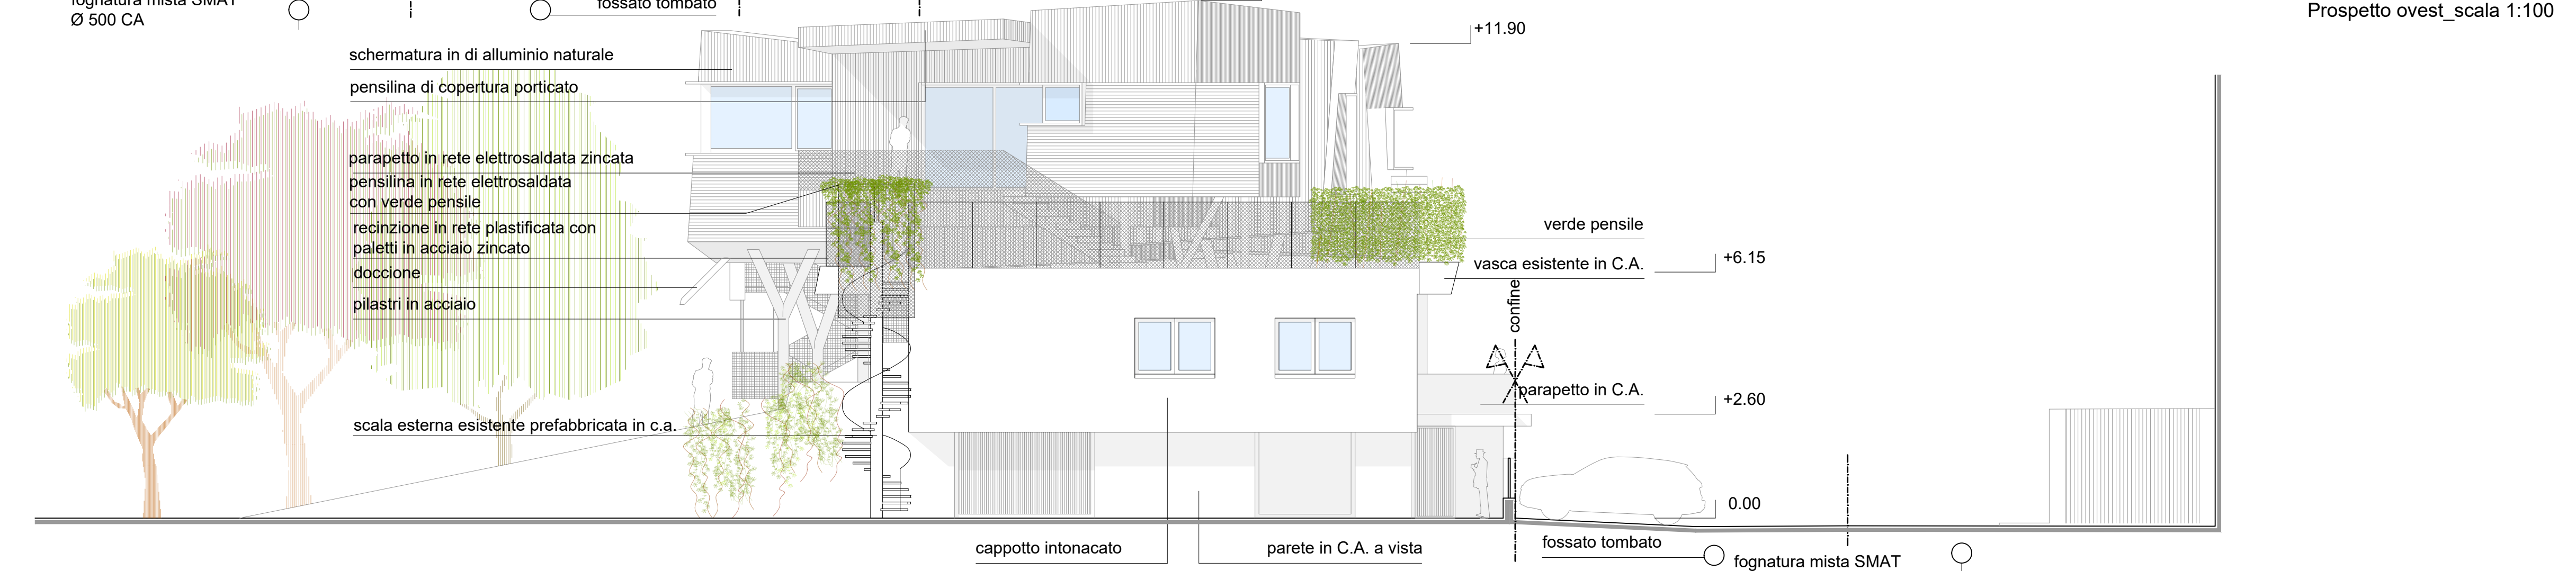 fognatura mista SMAT
Ø 500 CA
fossato tombato
Prospetto ovest_scala 1:100
+11.90
schermatura in di alluminio naturale
pensilina di copertura porticato
parapetto in rete elettrosaldata zincata
pensilina in rete elettrosaldata
con verde pensile
recinzione in rete plastificata con
paletti in acciaio zincato
doccione
pilastri in acciaio
scala esterna esistente prefabbricata in c.a.
verde pensile
vasca esistente in C.A.
+6.15
confine
parapetto in C.A.
+2.60
0.00
cappotto intonacato
parete in C.A. a vista
fossato tombato
fognatura mista SMAT